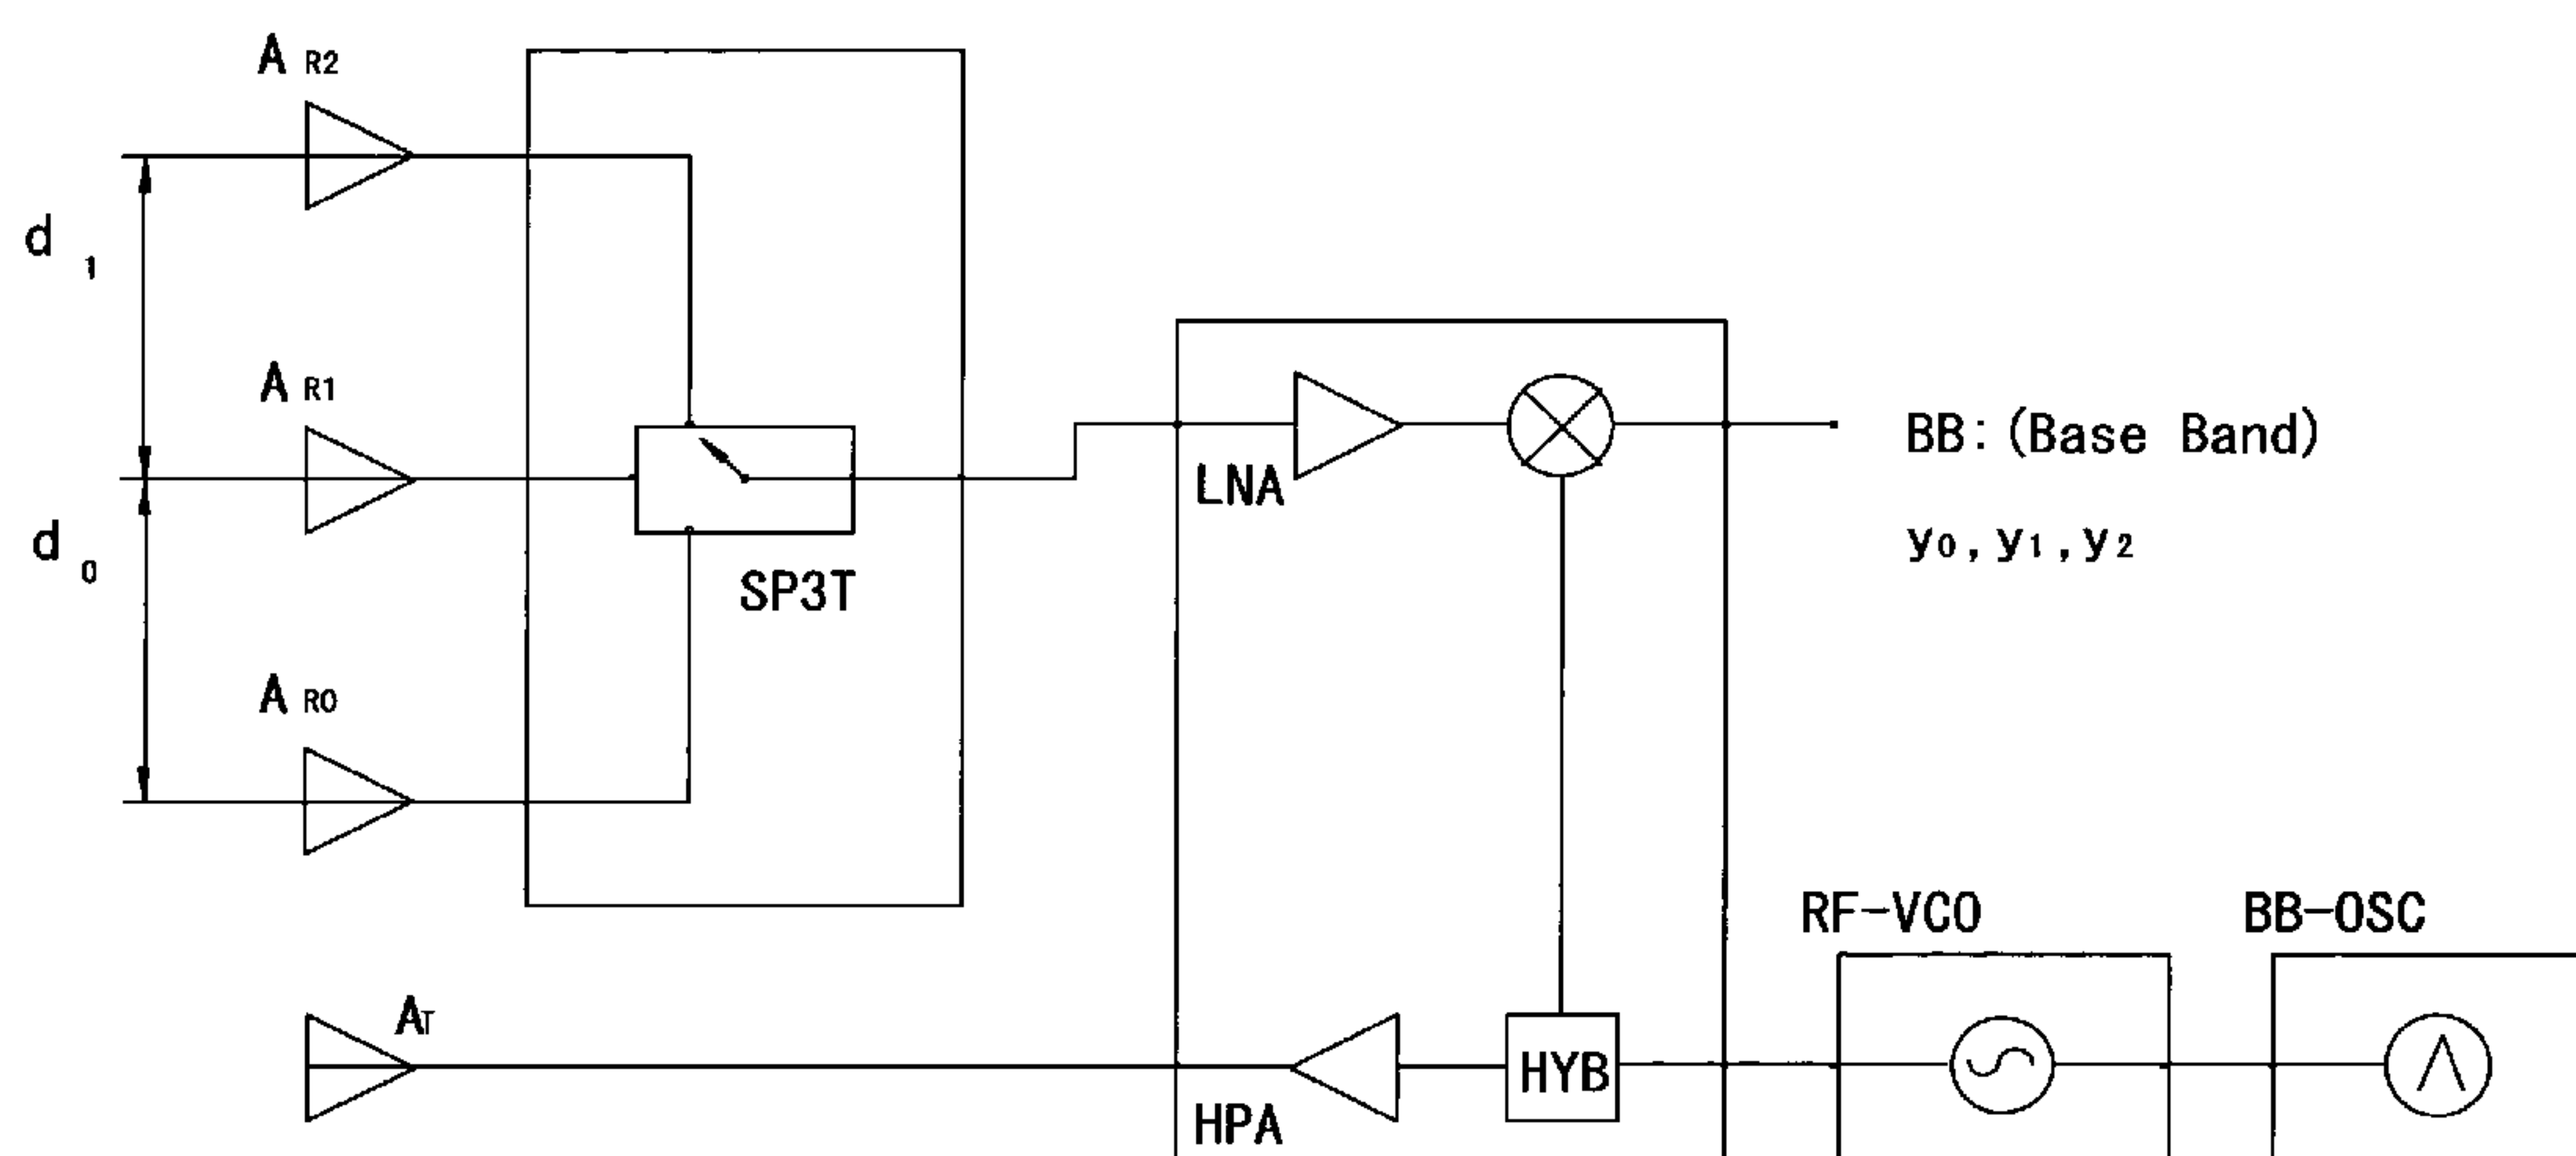 A R2
d 1
A R1
LNA
BB: (Base Band)
d 0
y0, y1, y2
SP3T
A R0
RF-VCO
BB-OSC
AT
HYB
HPA